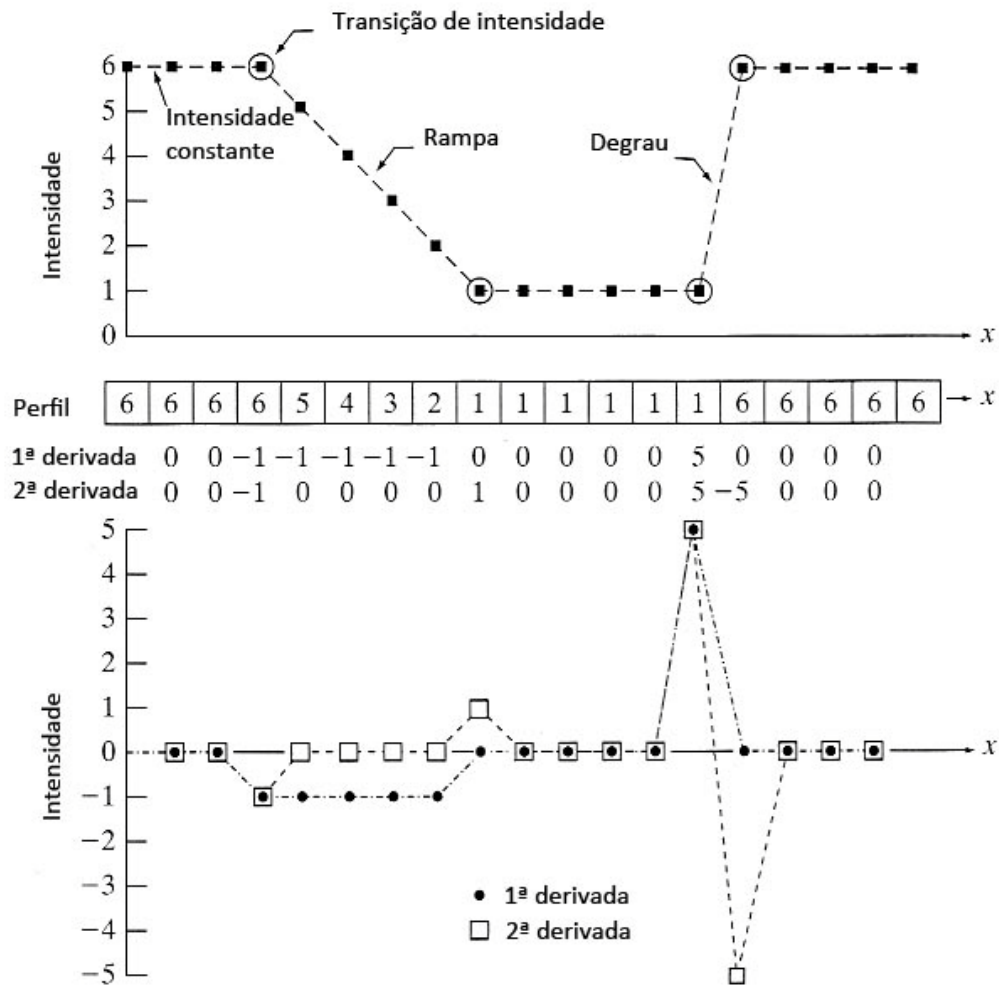 Transição de intensidade
6
5
4
3
2
1
0
Intensidade
Intensidade
constante
Rampa
Degrau
x
Perfil 6 6 6 6 5 4 3 2 1 1 1 1 1 1 6 6 6 6 6 x
1ª derivada 0 0 −1 −1 −1 −1 −1 0 0 0 0 0 5 0 0 0 0
2ª derivada 0 0 −1 0 0 0 0 1 0 0 0 0 5 −5 0 0 0
5
4
3
2
1
0
−1
−2
−3
−4
−5
Intensidade
x
1ª derivada
2ª derivada